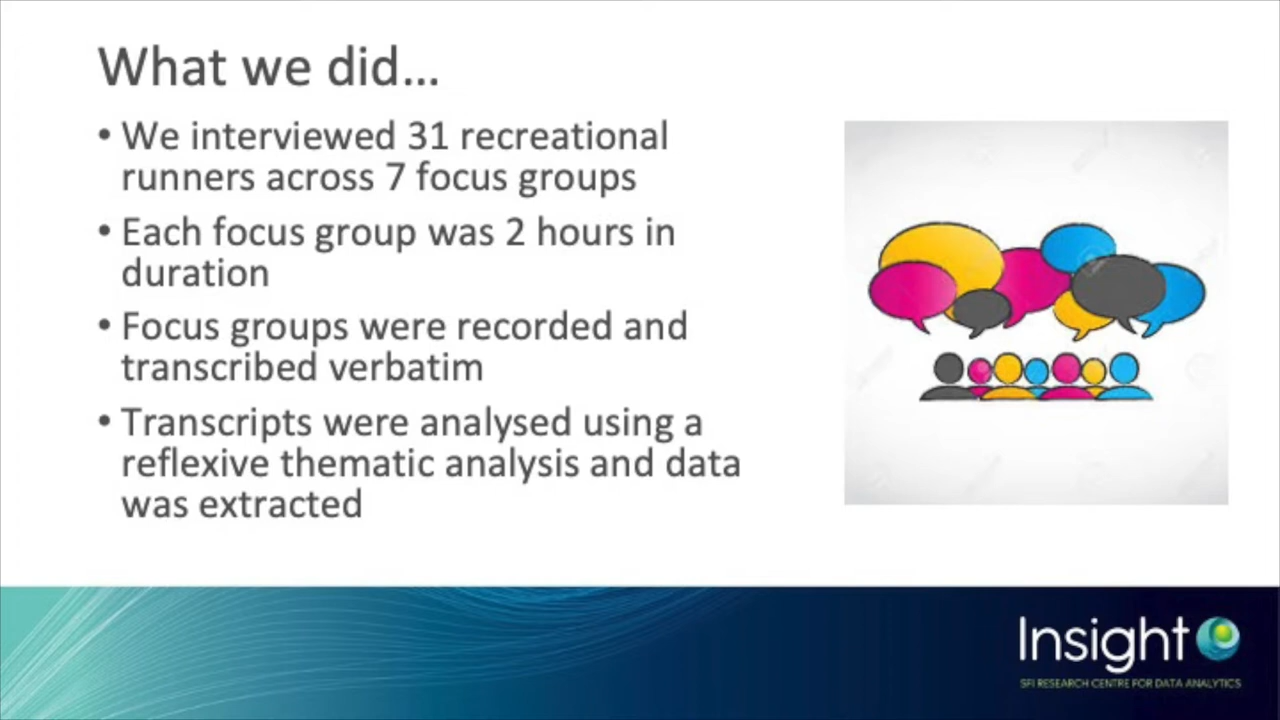 What we did...
• We interviewed 31 recreational
runners across 7 focus groups
• Each focus group was 2 hours in
duration
• Focus groups were recorded and
transcribed verbatim
• Transcripts were analysed using a
reflexive thematic analysis and data
was extracted
Insight
SFI RESEARCH CENTRE FOR DATA ANALYTICS